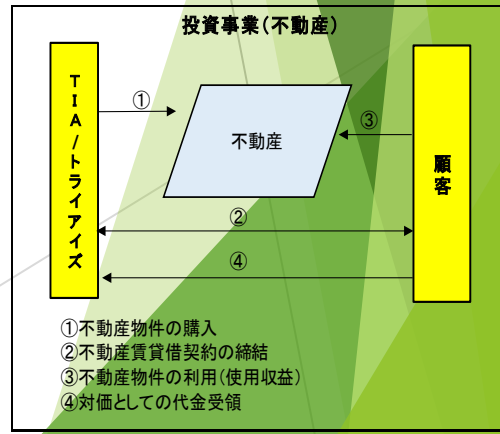 投資事業(不動産)
TIA/トライアイズ
①
不動産
③
顧客
②
④
①不動産物件の購入
②不動産賃貸借契約の締結
③不動産物件の利用(使用収益)
④対価としての代金受領